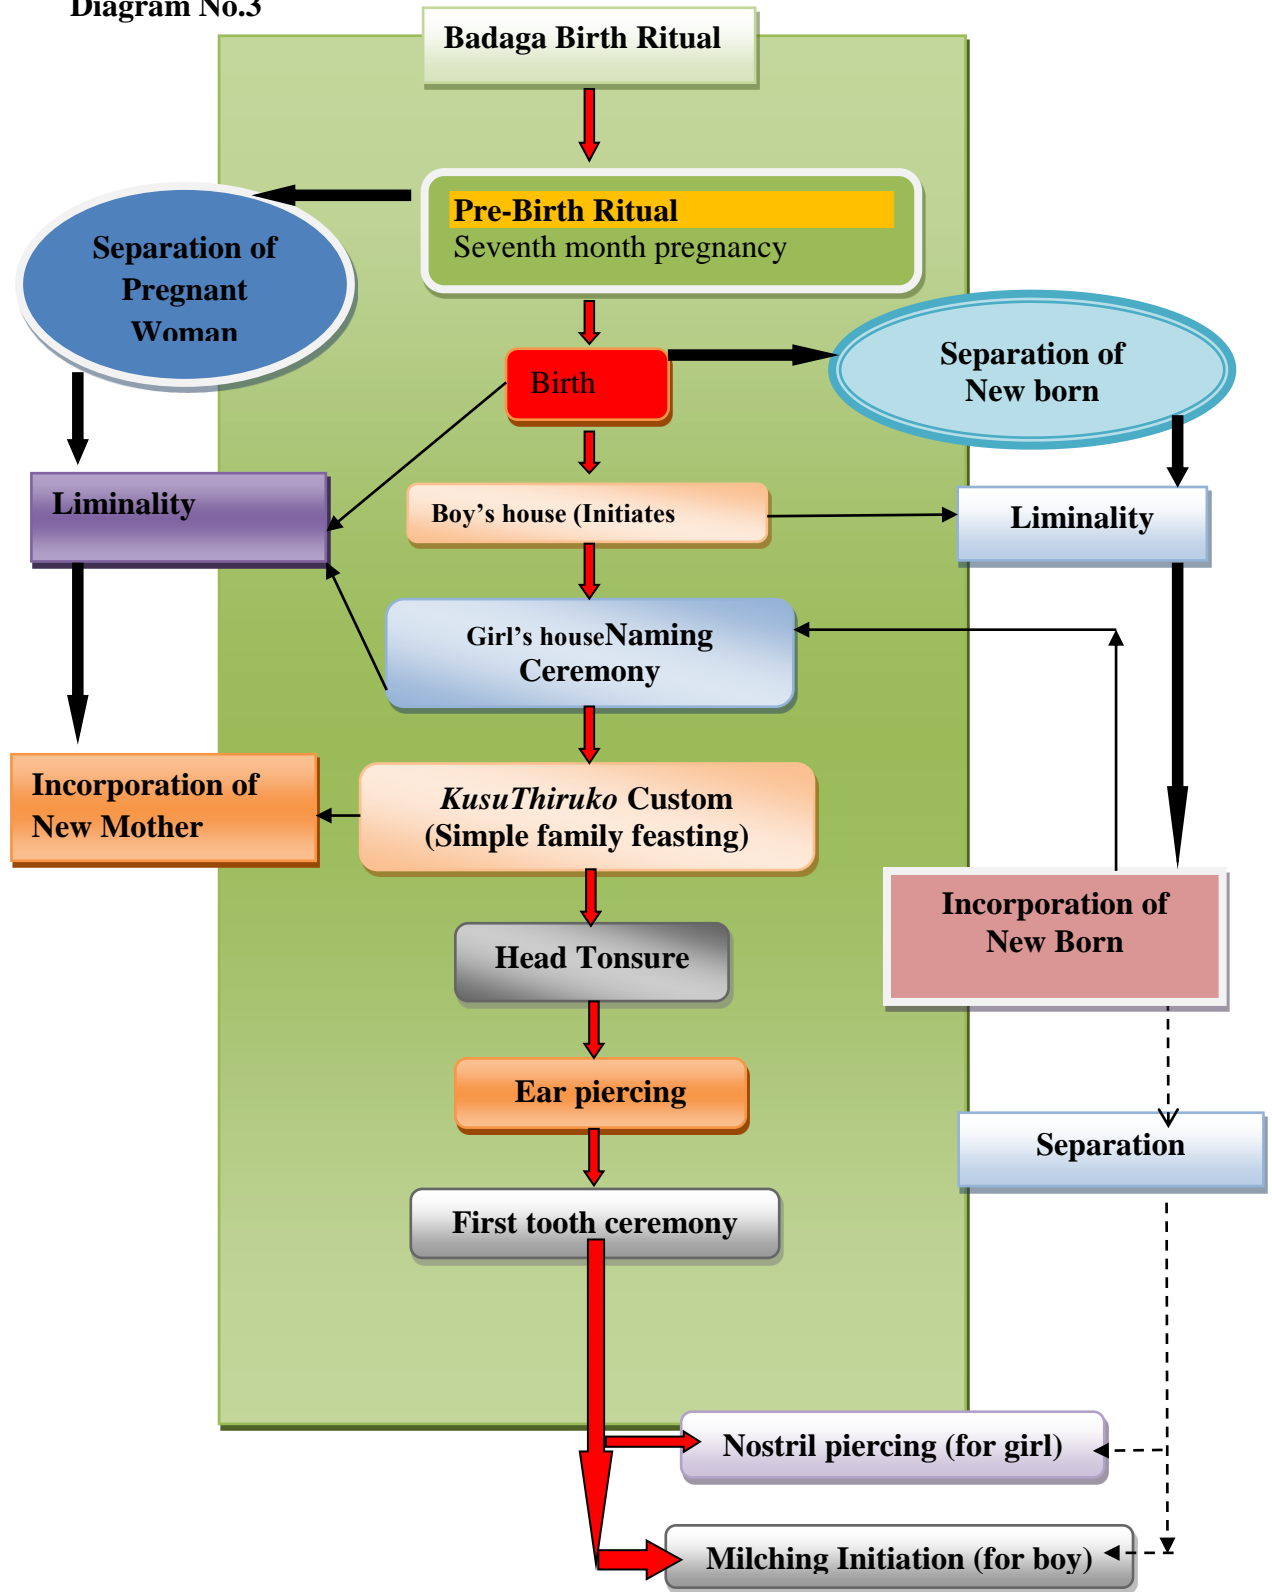 Diagram No.3
Badaga Birth Ritual
Pre-Birth Ritual
Seventh month pregnancy
Separation of
Pregnant
Woman
Birth
Separation of
New born
Liminality
Boy's house (Initiates
Liminality
Girl's houseNaming
Ceremony
Incorporation of
New Mother
KusuThiruko Custom
(Simple family feasting)
Incorporation of
New Born
Head Tonsure
Ear piercing
Separation
First tooth ceremony
Nostril piercing (for girl)
Milching Initiation (for boy)